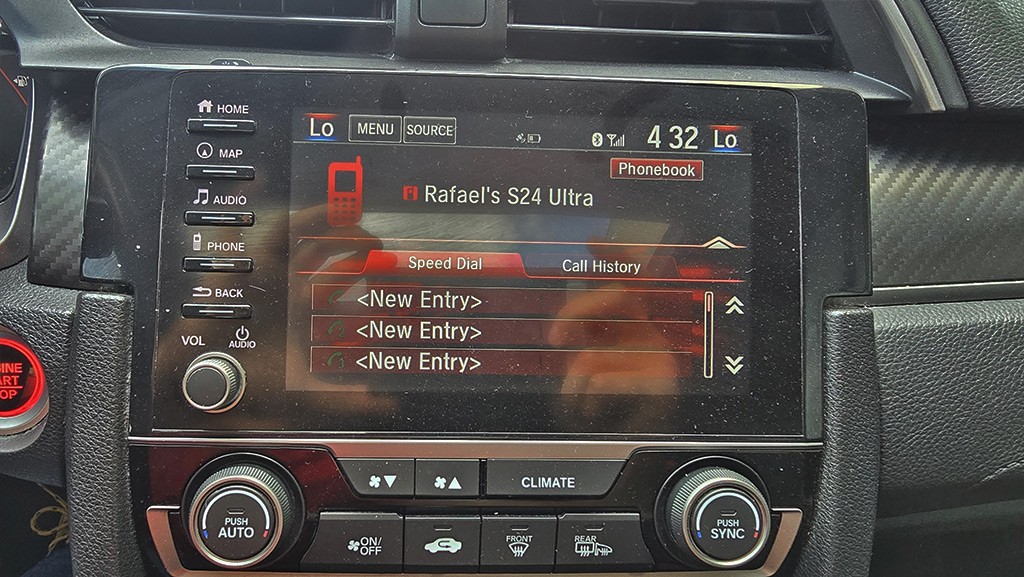 HOME
MAP
AUDIO
PHONE
BACK
VOL
AUDIO
Lo MENU SOURCE 4 32 Lo
Phonebook
Rafael's S24 Ultra
Speed Dial Call History
<New Entry>
<New Entry>
<New Entry>
CLIMATE
PUSH
AUTO
ON/
OFF
FRONT
REAR
PUSH
SYNC